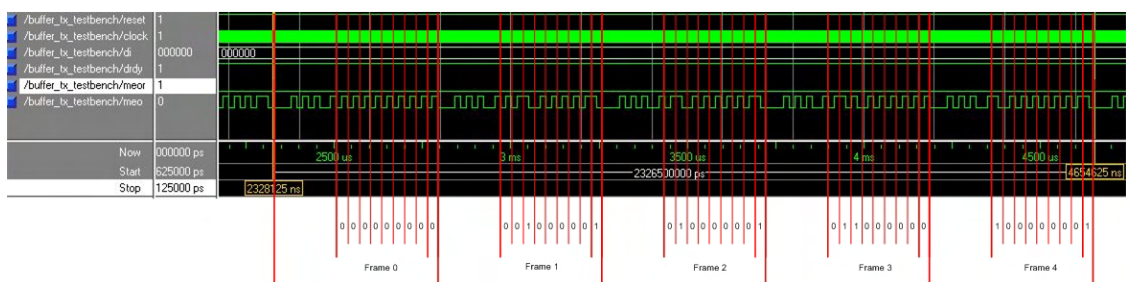 /buffer_tx_testbench/reset 1
/buffer_tx_testbench/clock 1
/buffer_tx_testbench/di 000000 000000
/buffer_tx_testbench/drdy 1
/buffer_tx_testbench/meor 1
/buffer_tx_testbench/meo 0
Now 000000 ps 2500 us 3 ms 3500 us 4 ms 4500 us
Start 625000 ps 2326500000 ps 4654625 ns
Stop 125000 ps 2328125 ns
0 0 0 0 0 0 0 0 0 0 0 1 0 0 0 0 0 1 0 1 0 0 0 0 0 0 1 0 1 1 0 0 0 0 0 0 1 0 0 0 0 0 0 0 1
Frame 0 Frame 1 Frame 2 Frame 3 Frame 4